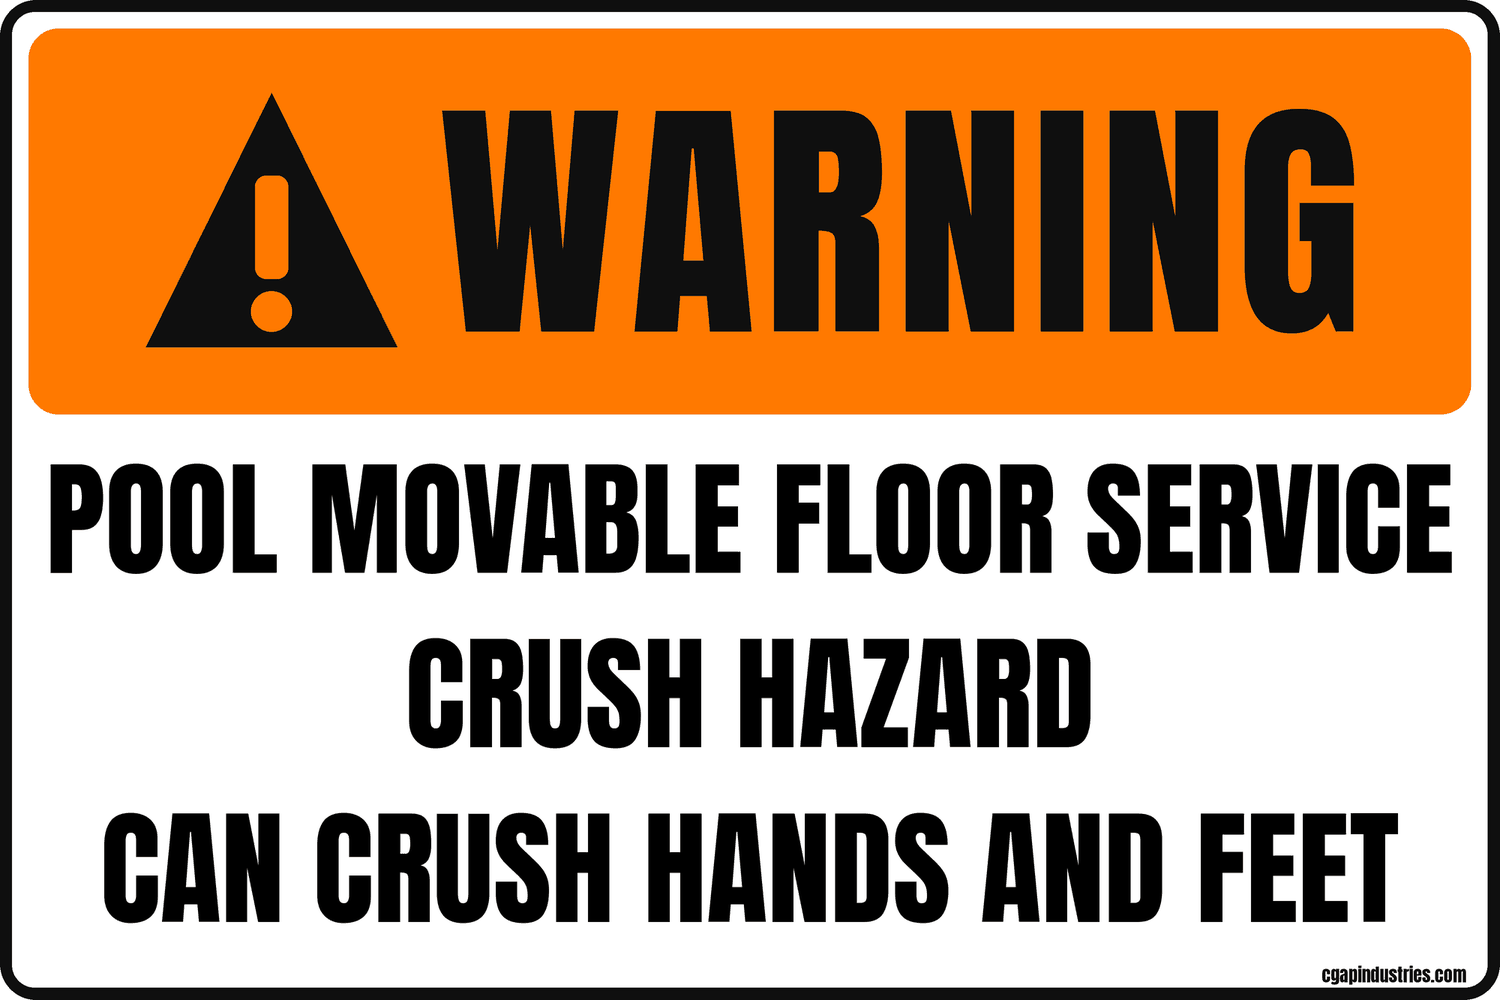 WARNING
POOL MOVABLE FLOOR SERVICE
CRUSH HAZARD
CAN CRUSH HANDS AND FEET
cgapindustries.com